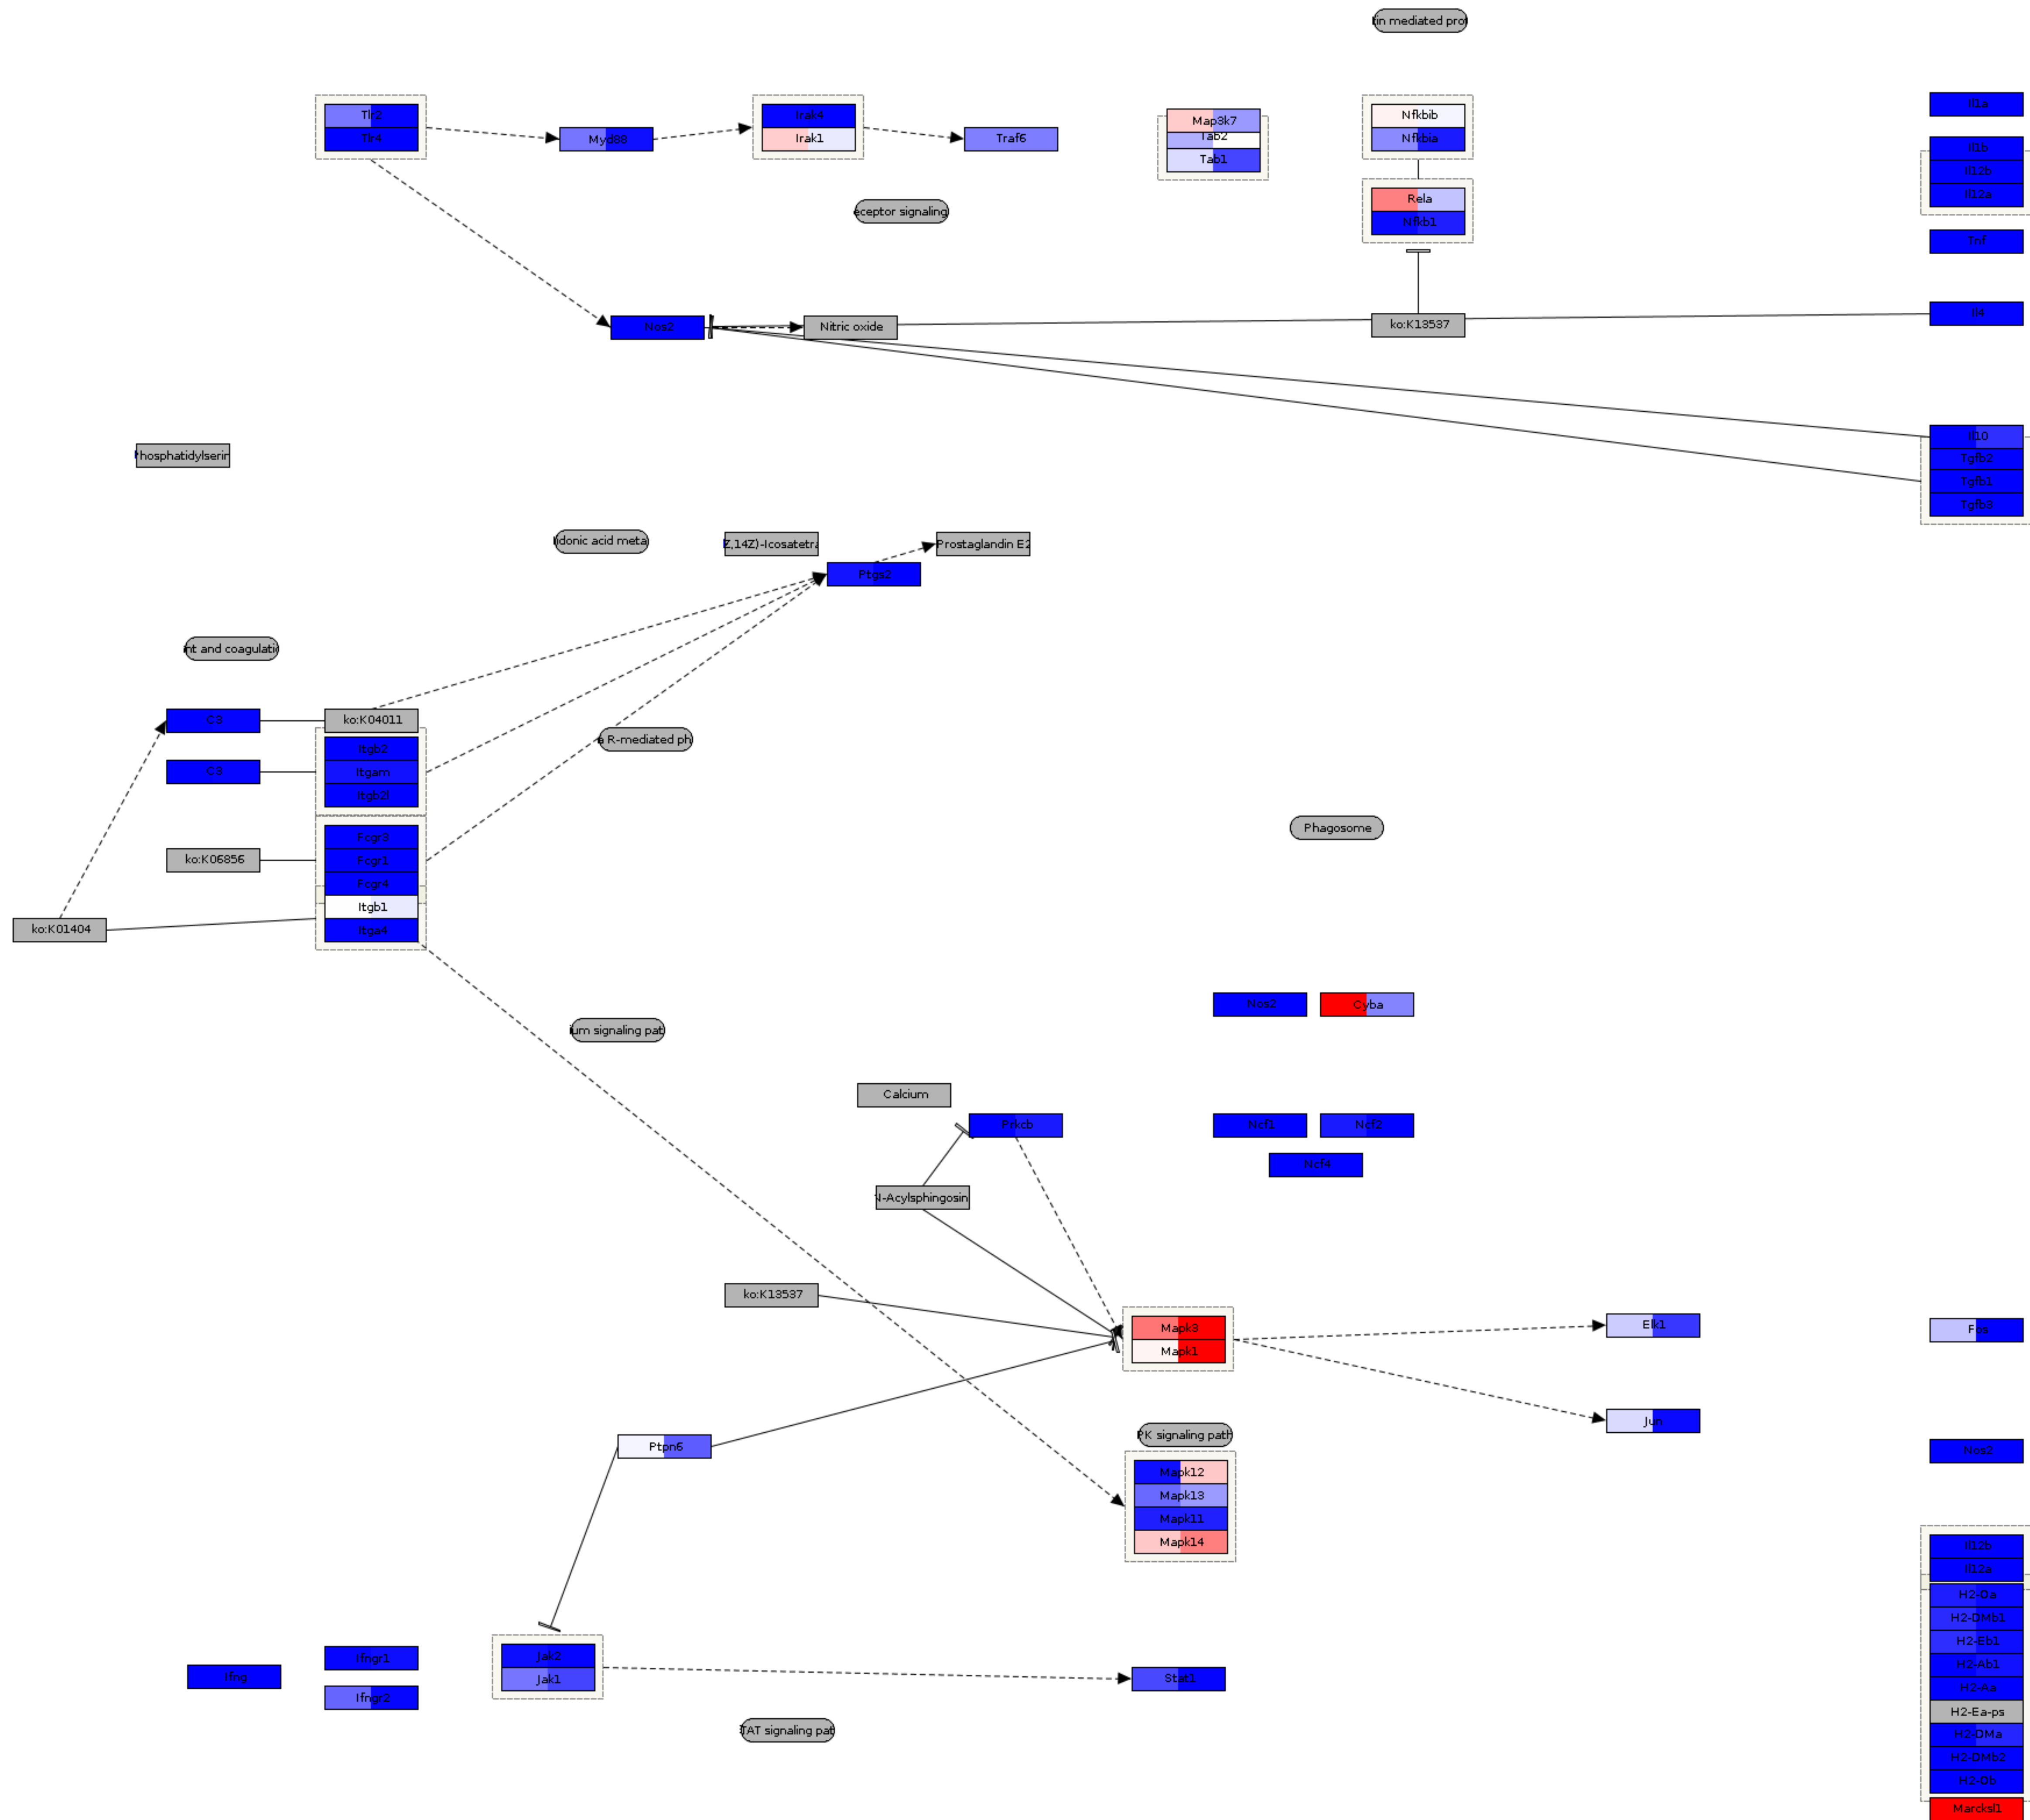 tin mediated prot
Il1a
Tlr2
Tlr4
Myd88
Irak4
Irak1
Traf6
Map3k7
Tab2
Tab1
Nfkbib
Nfkbia
Il1b
Il12b
Il12a
eceptor signaling
Rela
Nfkb1
Tnf
Nos2
Nitric oxide
ko:K13537
Il4
Phosphatidylserin
Il10
Tgfb2
Tgfb1
Tgfb3
idonic acid meta
Z,14Z)-Icosatetra
Prostaglandin E2
Ptgs2
nt and coagulatio
C3
ko:K04011
Itgb2
Itgam
Itgb2l
C3
a R-mediated ph
Phagosome
Fcgr3
Fcgr1
Fcgr4
Itgb1
Itga4
ko:K06856
ko:K01404
Nos2
Cyba
ium signaling pat
Calcium
Prkcb
Ncf1
Ncf2
Ncf4
N-Acylsphingosin
ko:K13537
Mapk3
Mapk1
Elk1
Fos
Jun
Ptpn6
PK signaling path
Nos2
Mapk12
Mapk13
Mapk11
Mapk14
Il12b
Il12a
H2-Oa
H2-DMb1
H2-Eb1
H2-Ab1
H2-Aa
H2-Ea-ps
H2-DMa
H2-DMb2
H2-Ob
Marcksl1
Ifng
Ifngr1
Ifngr2
Jak2
Jak1
Stat1
TAT signaling pat